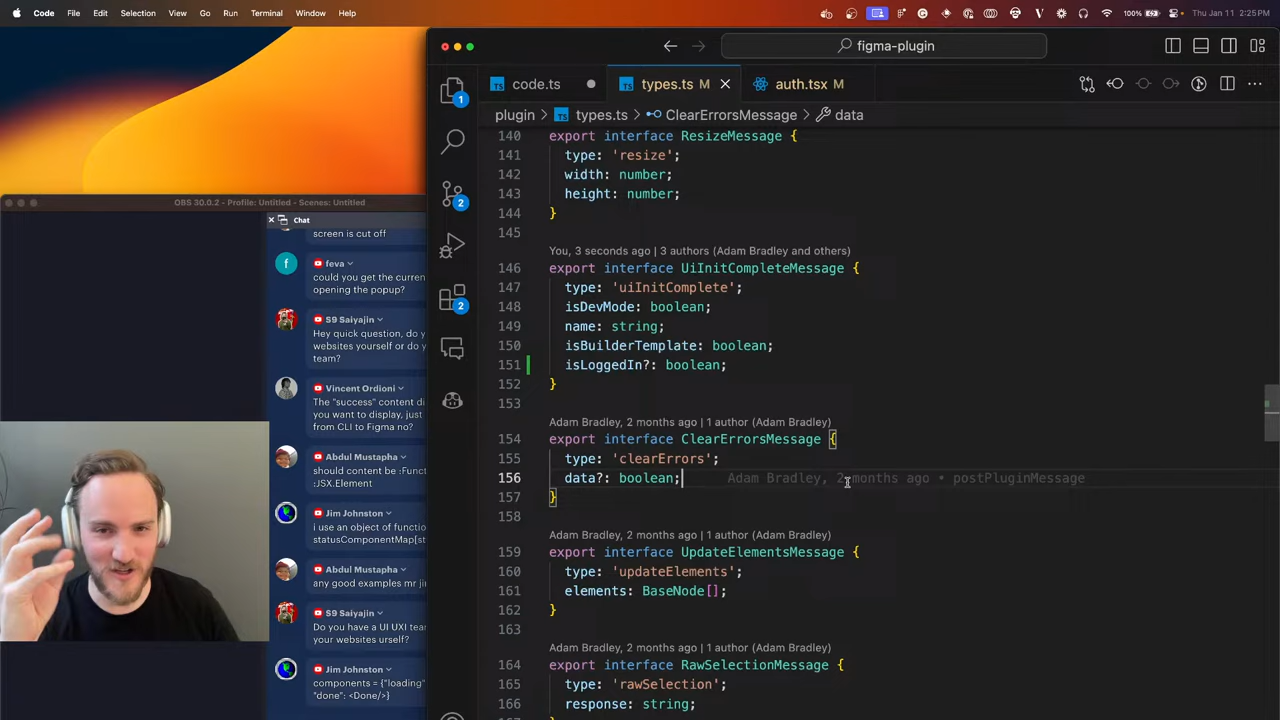 Code File Edit Selection View Go Run Terminal Window Help 100% Thu Jan 11 2:25 PM
figma-plugin
code.ts
types.ts M
auth.tsx M
plugin > types.ts > ClearErrorsMessage > data
1
2
2
140 export interface ResizeMessage {
141 type: 'resize';
142 width: number;
143 height: number;
144 }
145
You, 3 seconds ago | 3 authors (Adam Bradley and others)
146 export interface UiInitCompleteMessage {
147 type: 'uiInitComplete';
148 isDevMode: boolean;
149 name: string;
150 isBuilderTemplate: boolean;
151 isLoggedIn?: boolean;
152 }
153
Adam Bradley, 2 months ago | 1 author (Adam Bradley)
154 export interface ClearErrorsMessage {
155 type: 'clearErrors';
156 data?: boolean; Adam Bradley, 2 months ago • postPluginMessage
157 }
158
Adam Bradley, 2 months ago | 1 author (Adam Bradley)
159 export interface UpdateElementsMessage {
160 type: 'updateElements';
161 elements: BaseNode[];
162 }
163
Adam Bradley, 2 months ago | 1 author (Adam Bradley)
164 export interface RawSelectionMessage {
165 type: 'rawSelection';
166 response: string;
OBS 30.0.2 - Profile: Untitled - Scenes: Untitled
Chat
screen is cut off
f
feva
could you get the curren
opening the popup?
S9 Saiyajin
Hey quick question, do y
websites yourself or do y
team?
Vincent Ordioni
The "success" content di
you want to display, just
from CLI to Figma no?
Abdul Mustapha
should content be :Funct
:JSX.Element
Jim Johnston
i use an object of functio
statusComponentMap[st
Abdul Mustapha
any good examples mr jir
S9 Saiyajin
Do you have a UI UXI tea
your websites urself?
Jim Johnston
components = {"loading"
"done": <Done/>}